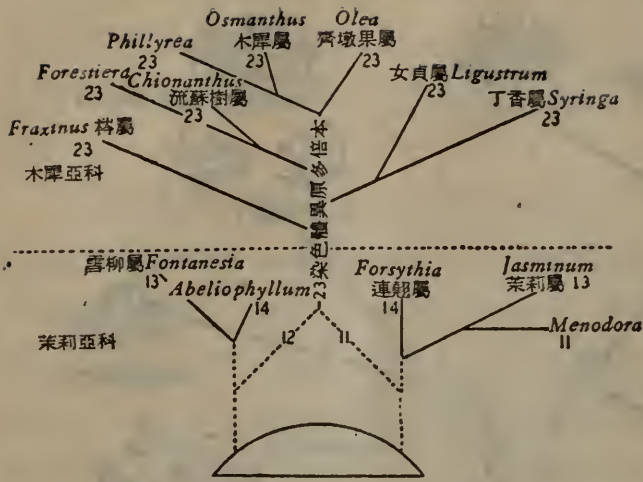 Osmanthus
木犀屬
23
Olea
齊墩果屬
23
Phillyrea
23
Forestiera
23
Chionanthus
流蘇樹屬
23
女貞屬 Ligustrum
23
丁香屬 Syringa
23
Fraxinus 梣屬
23
木犀亞科
23染色體異原多倍本
雪柳屬 Fontanesia
13
Abeliophyllum
14
Forsythia
連翹屬
14
Jasminum
茉莉屬 13
Menodora
11
茉莉亞科
12
11